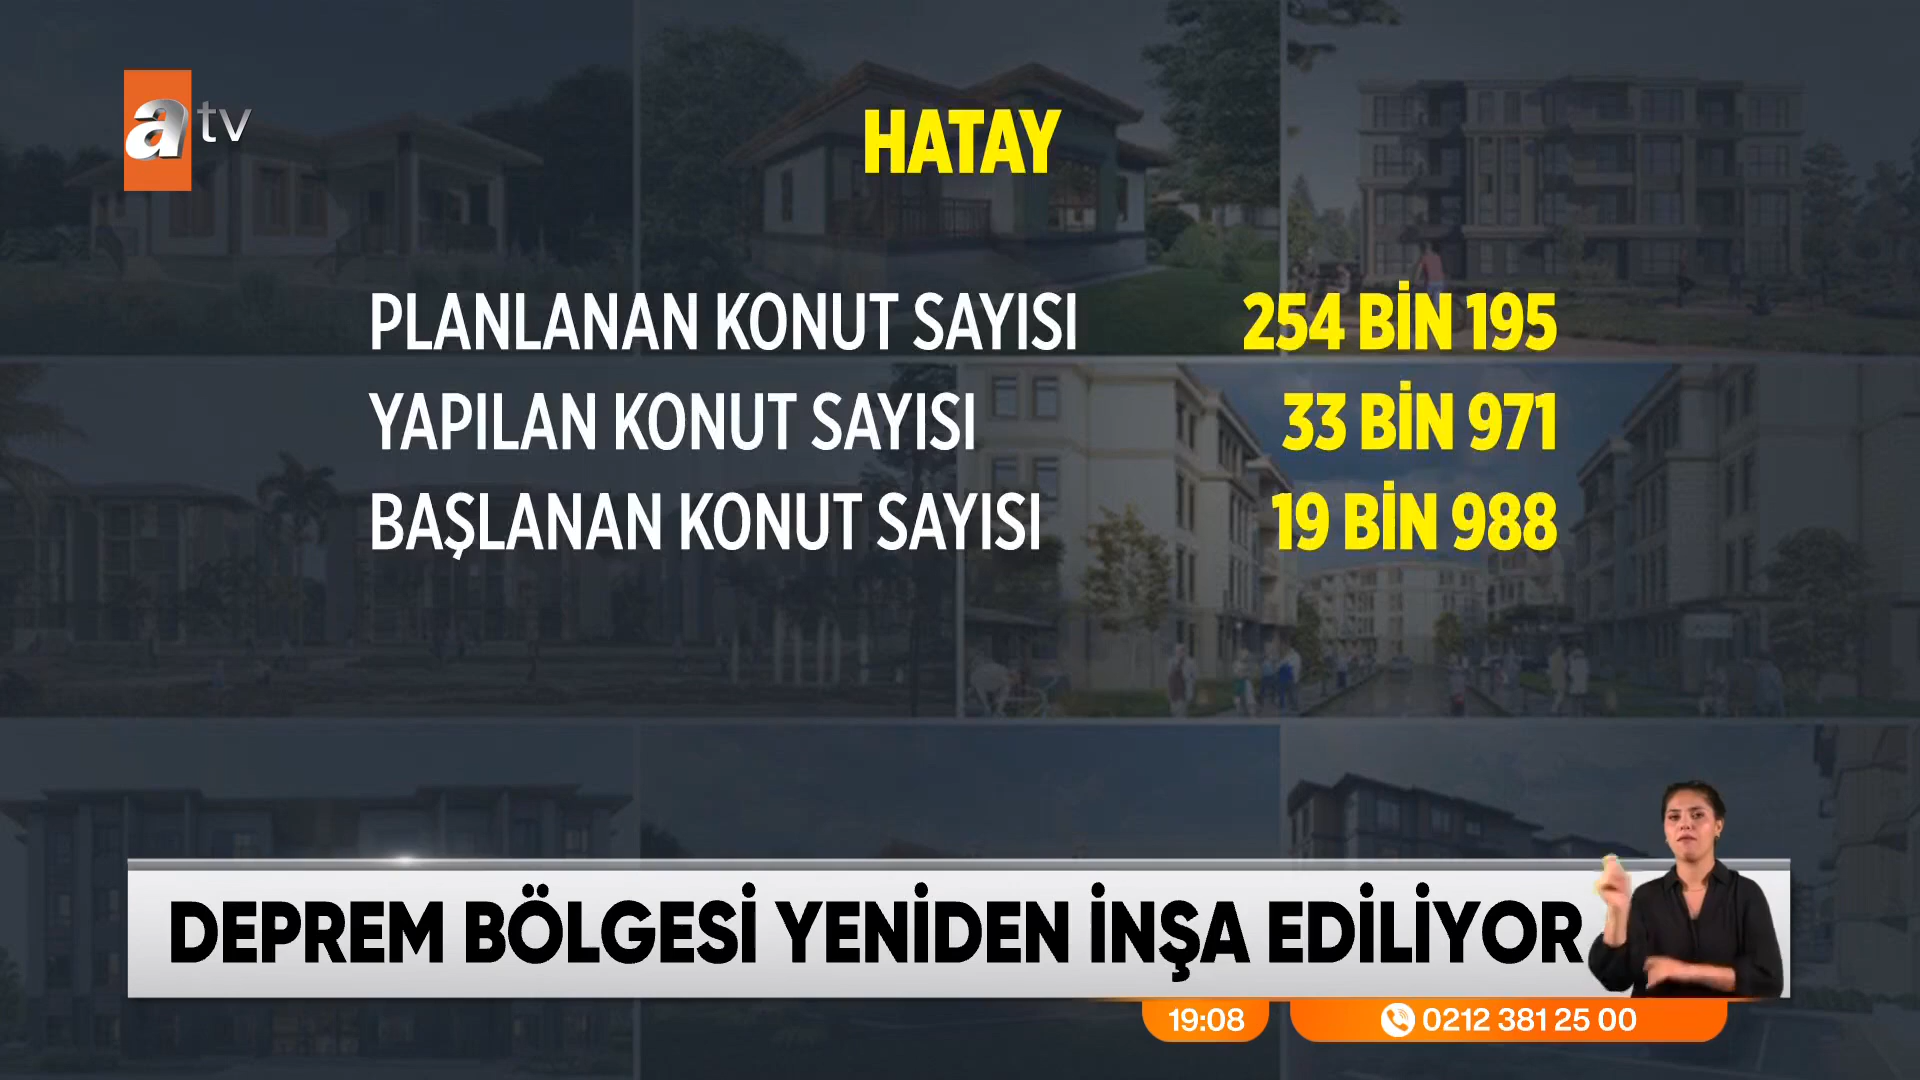 a tv
HATAY
PLANLANAN KONUT SAYISI 254 BİN 195
YAPILAN KONUT SAYISI 33 BİN 971
BAŞLANAN KONUT SAYISI 19 BİN 988
DEPREM BÖLGESİ YENİDEN İNŞA EDİLİYOR
19:08 0212 381 25 00